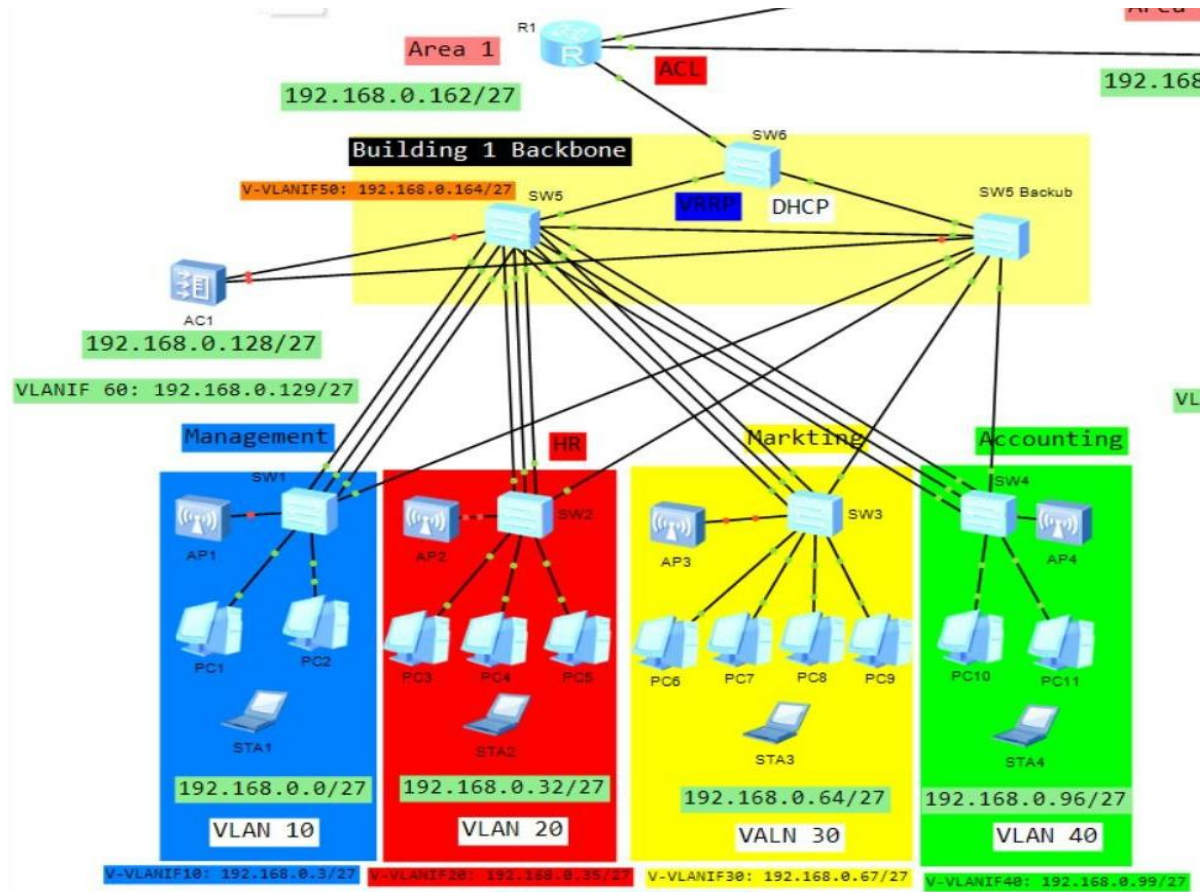 Area
R1
Area 1
ACL
192.168.0.162/27
192.168
SW6
Building 1 Backbone
V-VLANIF50: 192.168.0.164/27
SW5
VRRP
DHCP
SW5 Backub
AC1
192.168.0.128/27
VLANIF 60: 192.168.0.129/27
VL
Management
HR
Markting
Accounting
SW1
SW2
SW3
SW4
AP1
AP2
AP3
AP4
PC1
PC2
PC3
PC4
PC5
PC6
PC7
PC8
PC9
PC10
PC11
STA1
STA2
STA3
STA4
192.168.0.0/27
192.168.0.32/27
192.168.0.64/27
192.168.0.96/27
VLAN 10
VLAN 20
VALN 30
VLAN 40
V-VLANIF10: 192.168.0.3/27
V-VLANIF20: 192.168.0.35/27
V-VLANIF30: 192.168.0.67/27
V-VLANIF40: 192.168.0.99/27